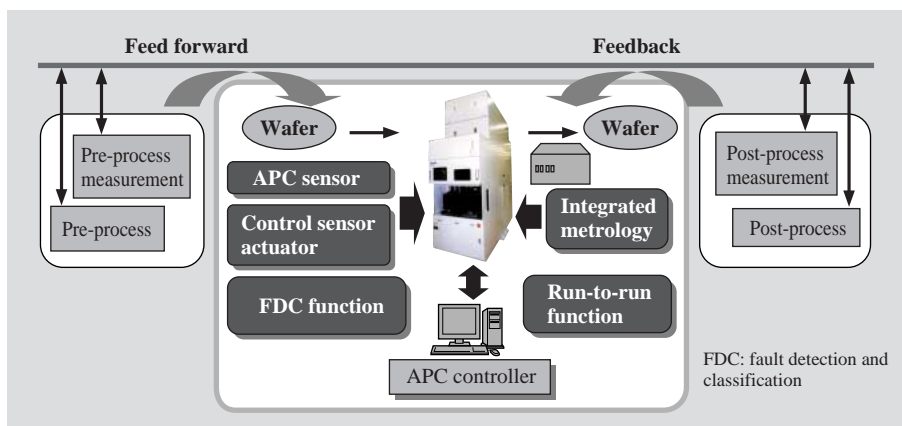 Feed forward
Feedback
Wafer
Wafer
Pre-process
measurement
Pre-process
APC sensor
Control sensor
actuator
FDC function
Integrated
metrology
Run-to-run
function
APC controller
Post-process
measurement
Post-process
FDC: fault detection and
classification